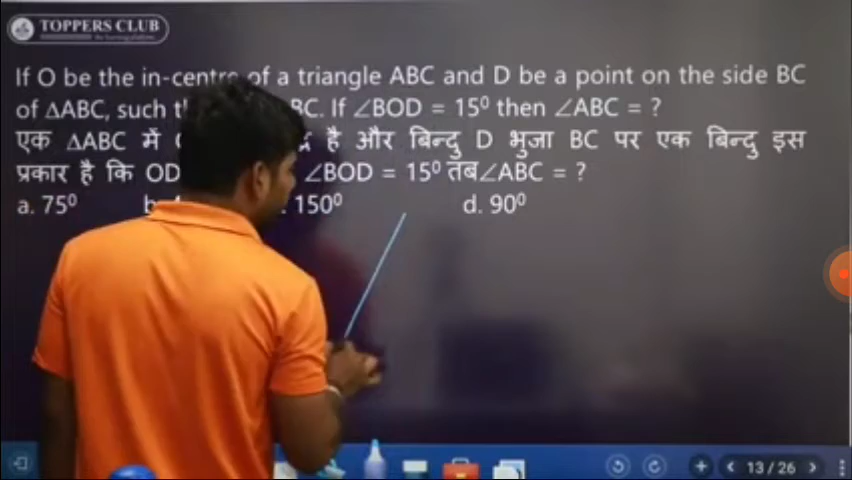 TOPPERS CLUB
If O be the in-centre of a triangle ABC and D be a point on the side BC
of ΔABC, such BC. If ∠BOD = 15⁰ then ∠ABC = ?
एक ΔABC में है और बिन्दु D भुजा BC पर एक बिन्दु इस
प्रकार है कि OD ∠BOD = 15⁰ तब∠ABC = ?
a. 75⁰ 150⁰ d. 90⁰
13 / 26